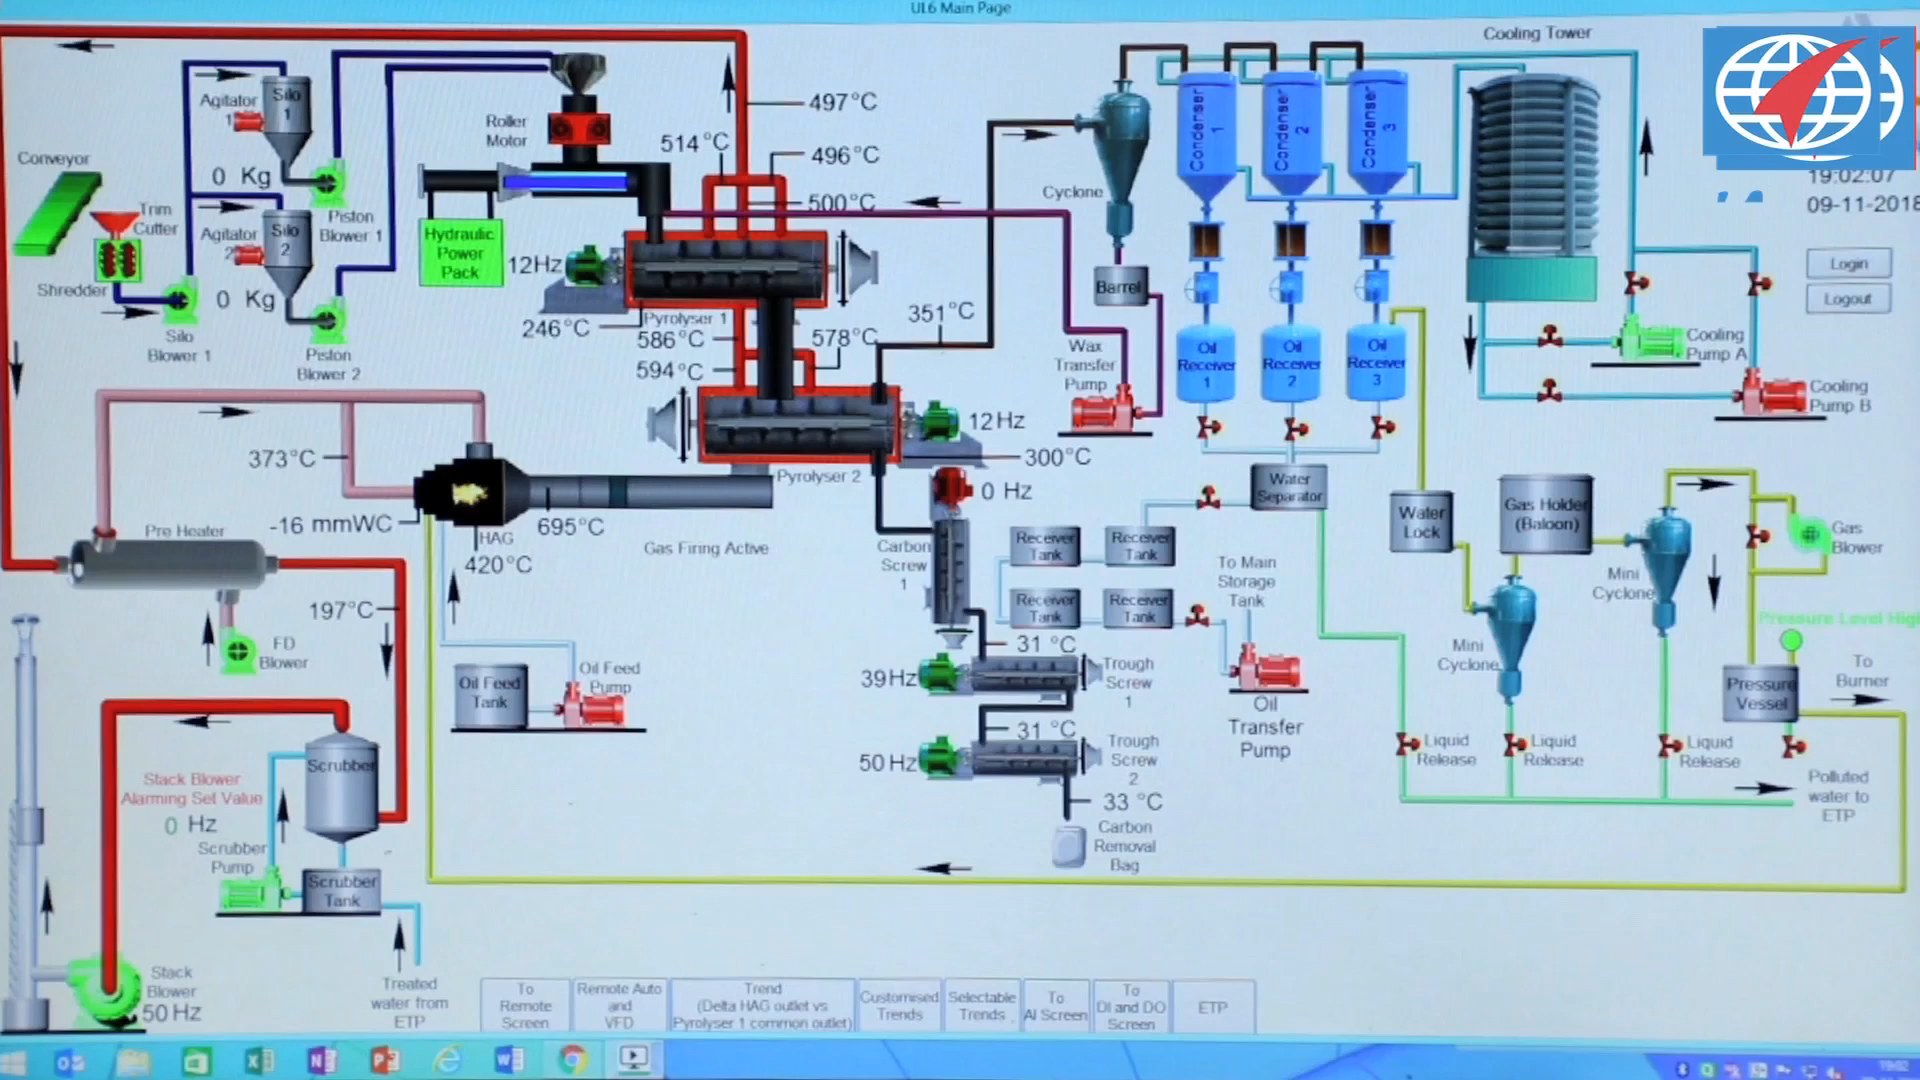 UL6 Main Page
Cooling Tower
19:02:07
09-11-2018
Login
Logout
Conveyor
Trim
Cutter
Shredder
Agitator
1
Silo
1
0 Kg
Piston
Blower 1
Agitator
2
Silo
2
0 Kg
Silo
Blower 1
Piston
Blower 2
Roller
Motor
Hydraulic
Power
Pack
497°C
514°C
496°C
500°C
12Hz
246°C
Pyrolyser 1
586°C
594°C
578°C
351°C
12Hz
300°C
Pyrolyser 2
0 Hz
Cyclone
Barrel
Wax
Transfer
Pump
Condenser
1
Condenser
2
Condenser
3
Oil
Receiver
1
Oil
Receiver
2
Oil
Receiver
3
Cooling
Pump A
Cooling
Pump B
373°C
-16 mmWC
HAG
420°C
695°C
Gas Firing Active
Pre Heater
197°C
FD
Blower
Oil Feed
Tank
Oil Feed
Pump
Carbon
Screw
1
Receiver
Tank
Receiver
Tank
Receiver
Tank
Receiver
Tank
Water
Separator
To Main
Storage
Tank
Oil
Transfer
Pump
Water
Lock
Gas Holder
(Baloon)
Mini
Cyclone
Mini
Cyclone
Gas
Blower
Pressure Level High
Pressure
Vessel
To
Burner
31 °C
39Hz
Trough
Screw
1
31 °C
50Hz
Trough
Screw
2
33 °C
Carbon
Removal
Bag
Liquid
Release
Liquid
Release
Liquid
Release
Polluted
water to
ETP
Stack Blower
Alarming Set Value
0 Hz
Scrubber
Scrubber
Pump
Scrubber
Tank
Stack
Blower
50Hz
Treated
water from
ETP
To
Remote
Screen
Remote Auto
and
VFD
Trend
(Delta HAG outlet vs
Pyrolyser 1 common outlet)
Customised
Trends
Selectable
Trends
To
AI Screen
To
DI and DO
Screen
ETP
19:02